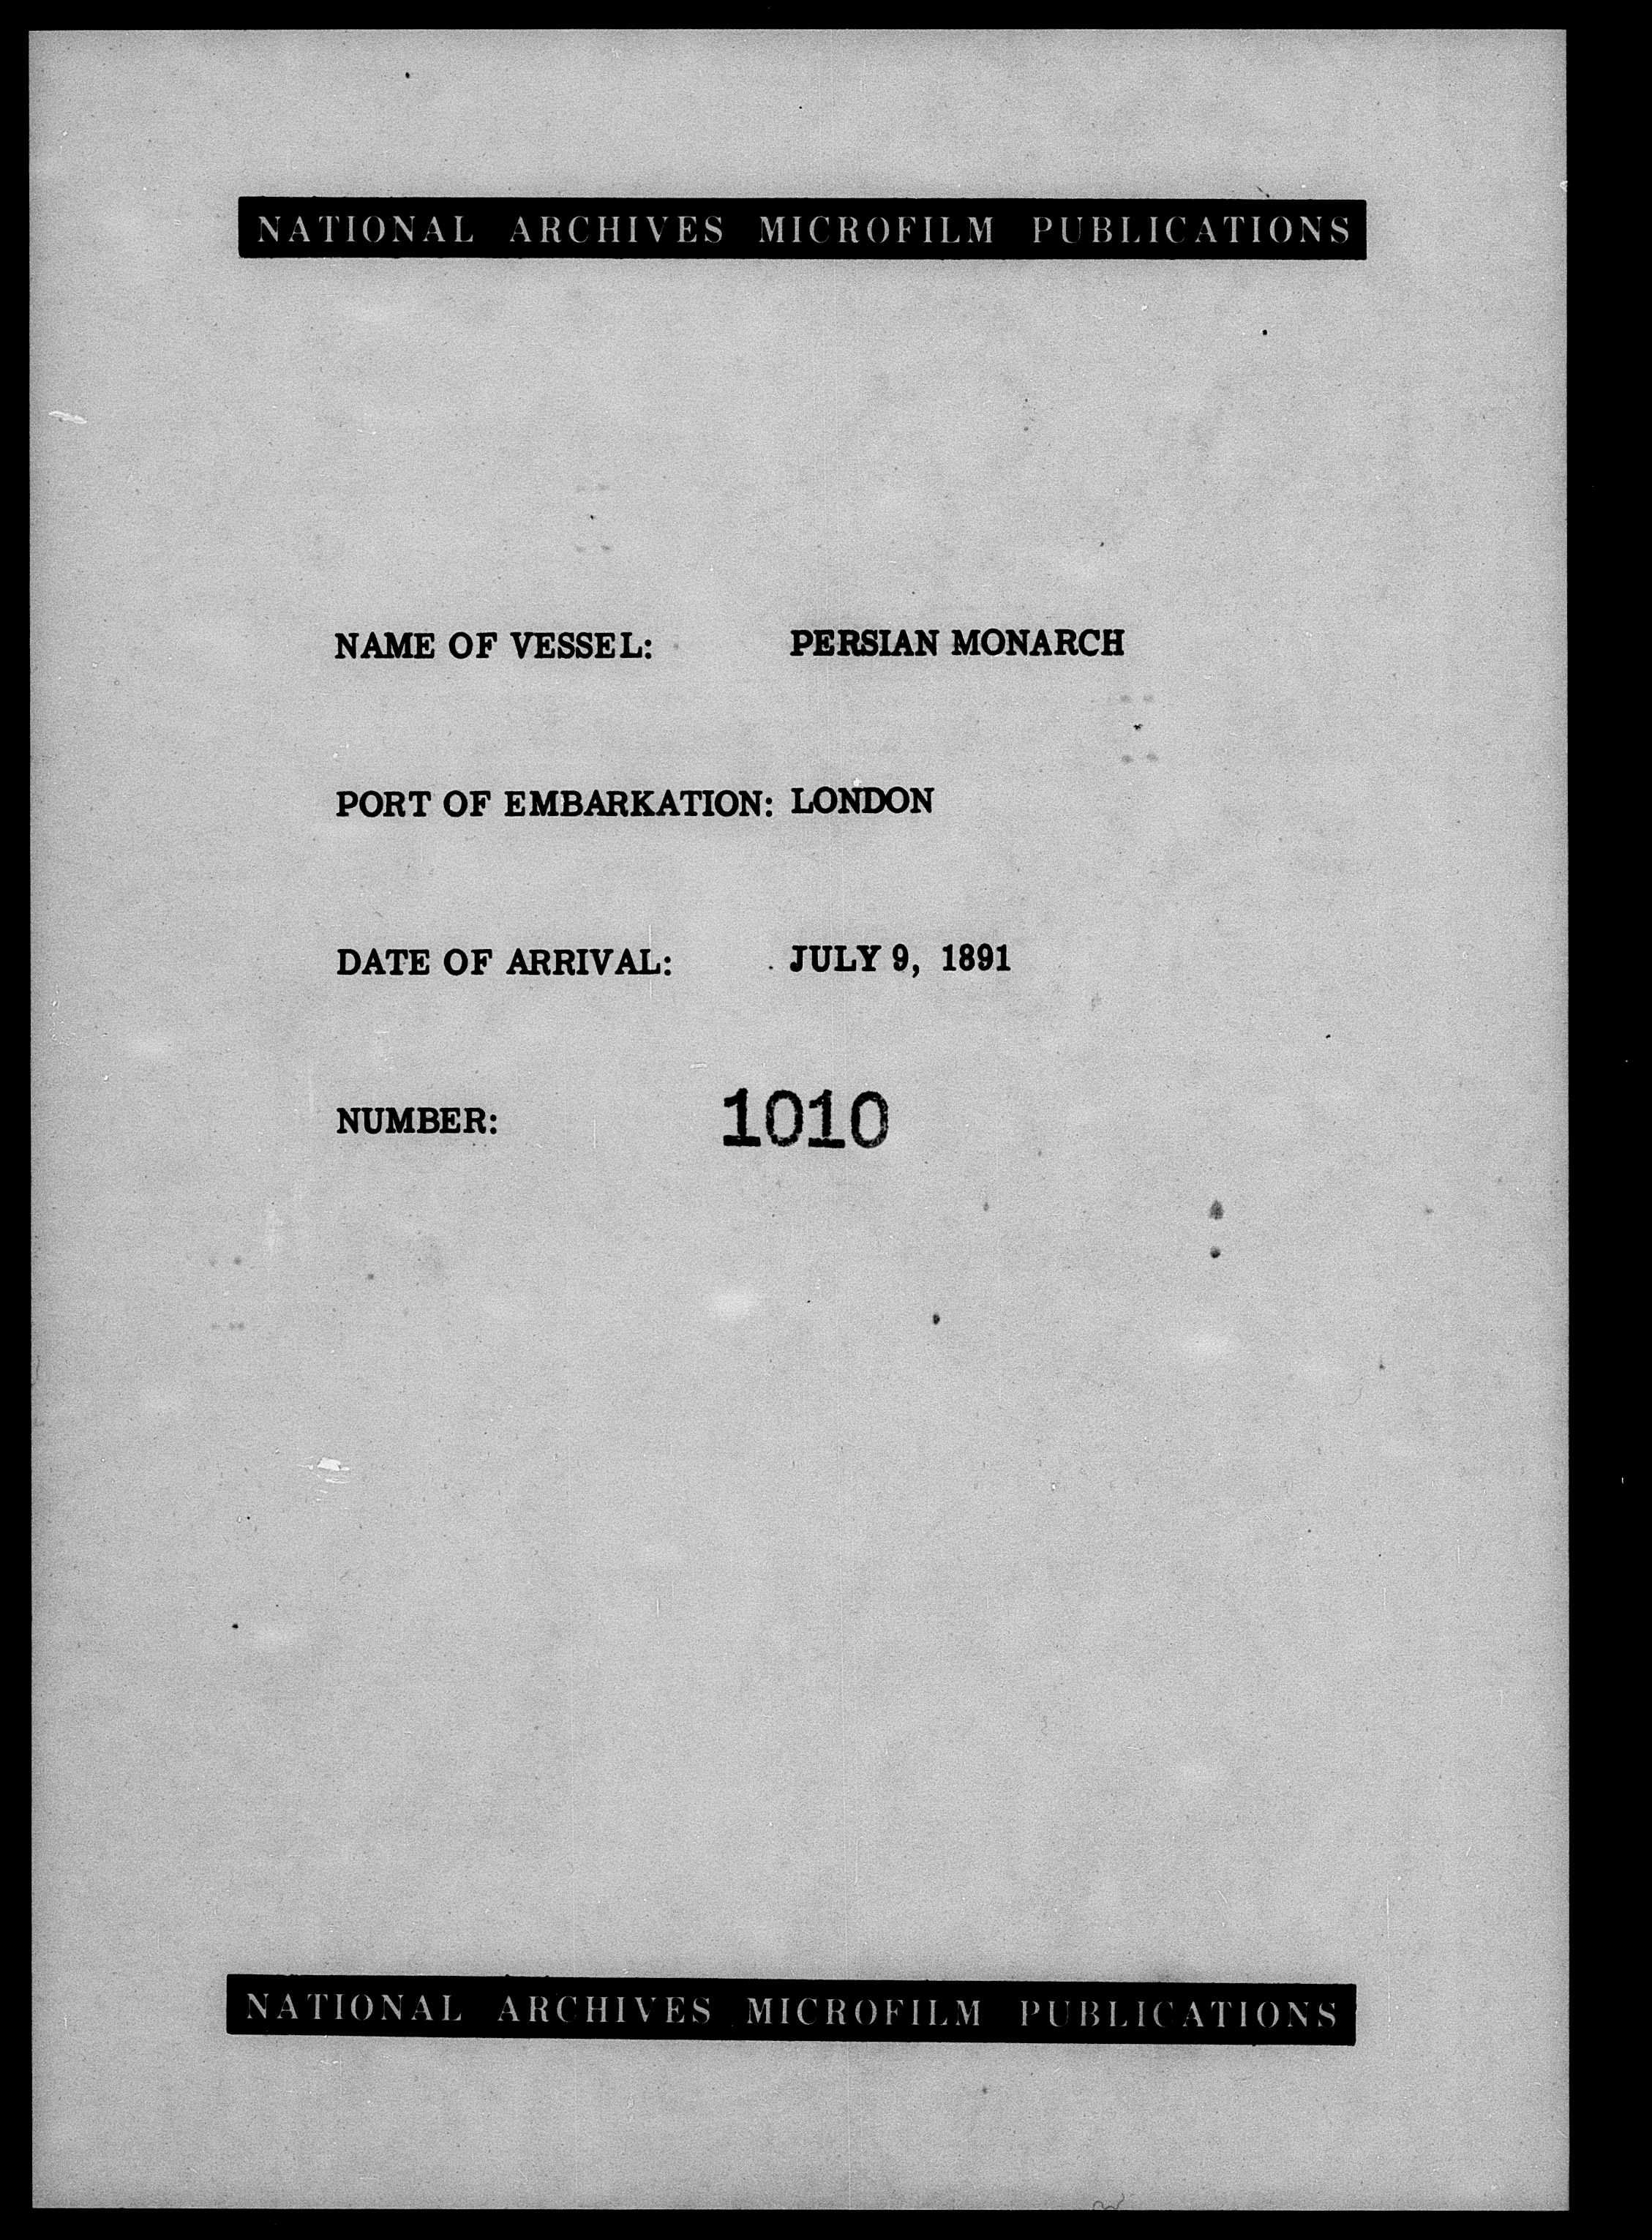 NATIONAL ARCHIVES MICROFILM PUBLICATIONS
NAME OF VESSEL: PERSIAN MONARCH
PORT OF EMBARKATION: LONDON
DATE OF ARRIVAL: JULY 9, 1891
NUMBER: 1010
NATIONAL ARCHIVES MICROFILM PUBLICATIONS